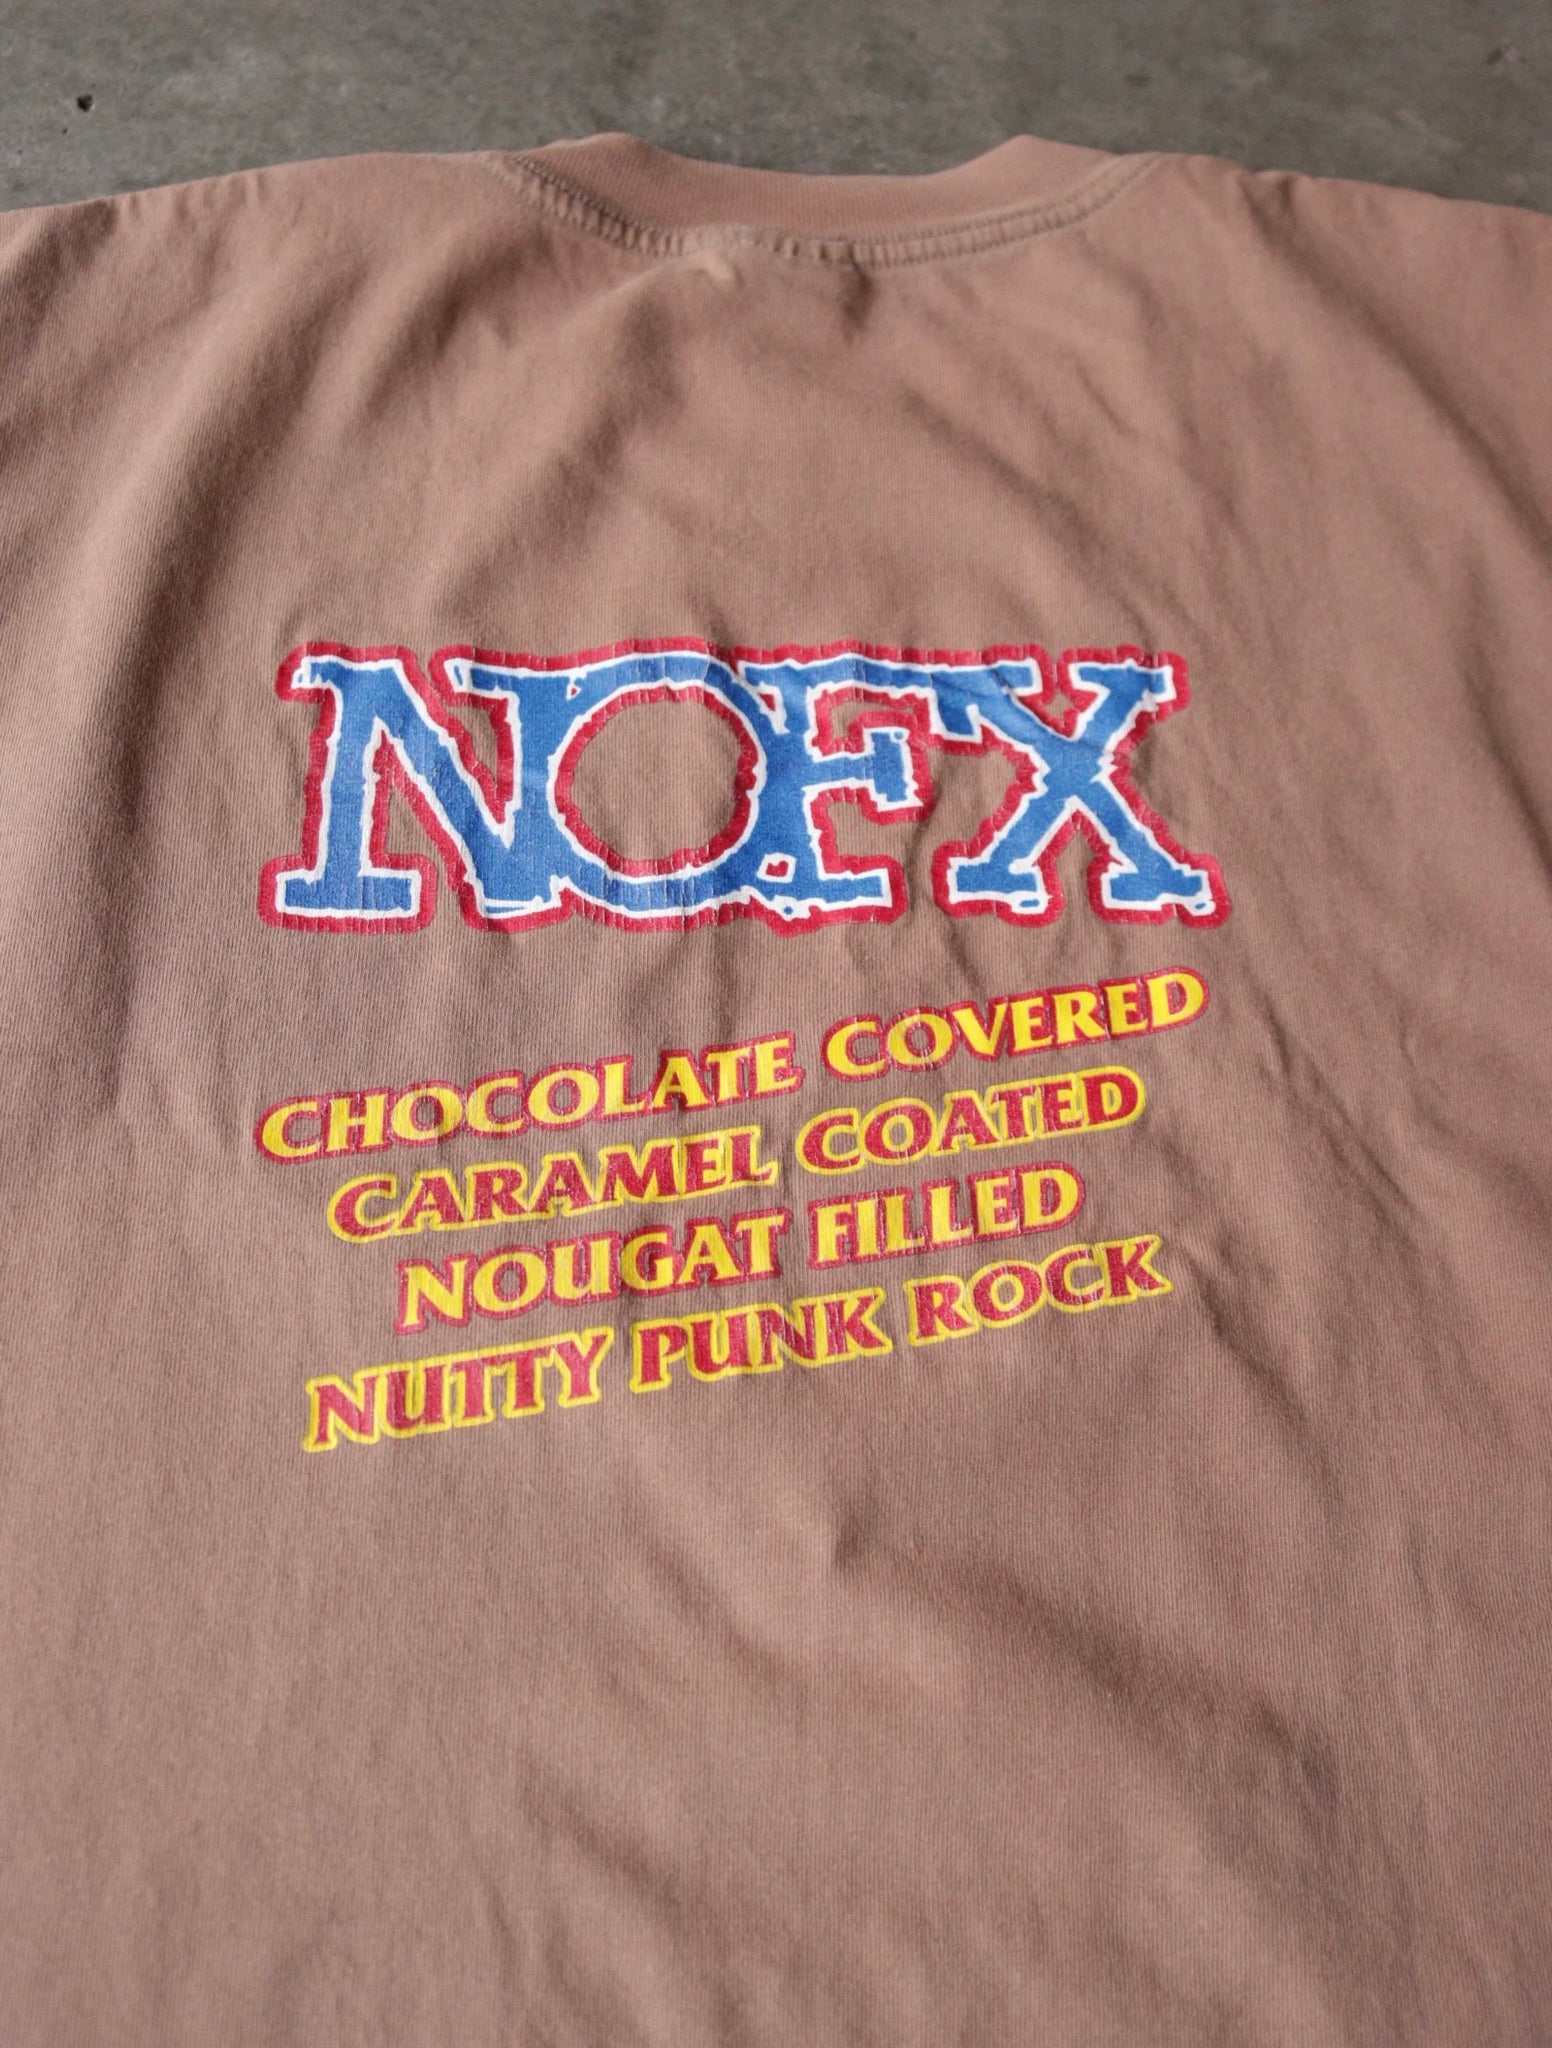 NOFX
CHOCOLATE COVERED
CARAMEL COATED
NOUGAT FILLED
NUTTY PUNK ROCK